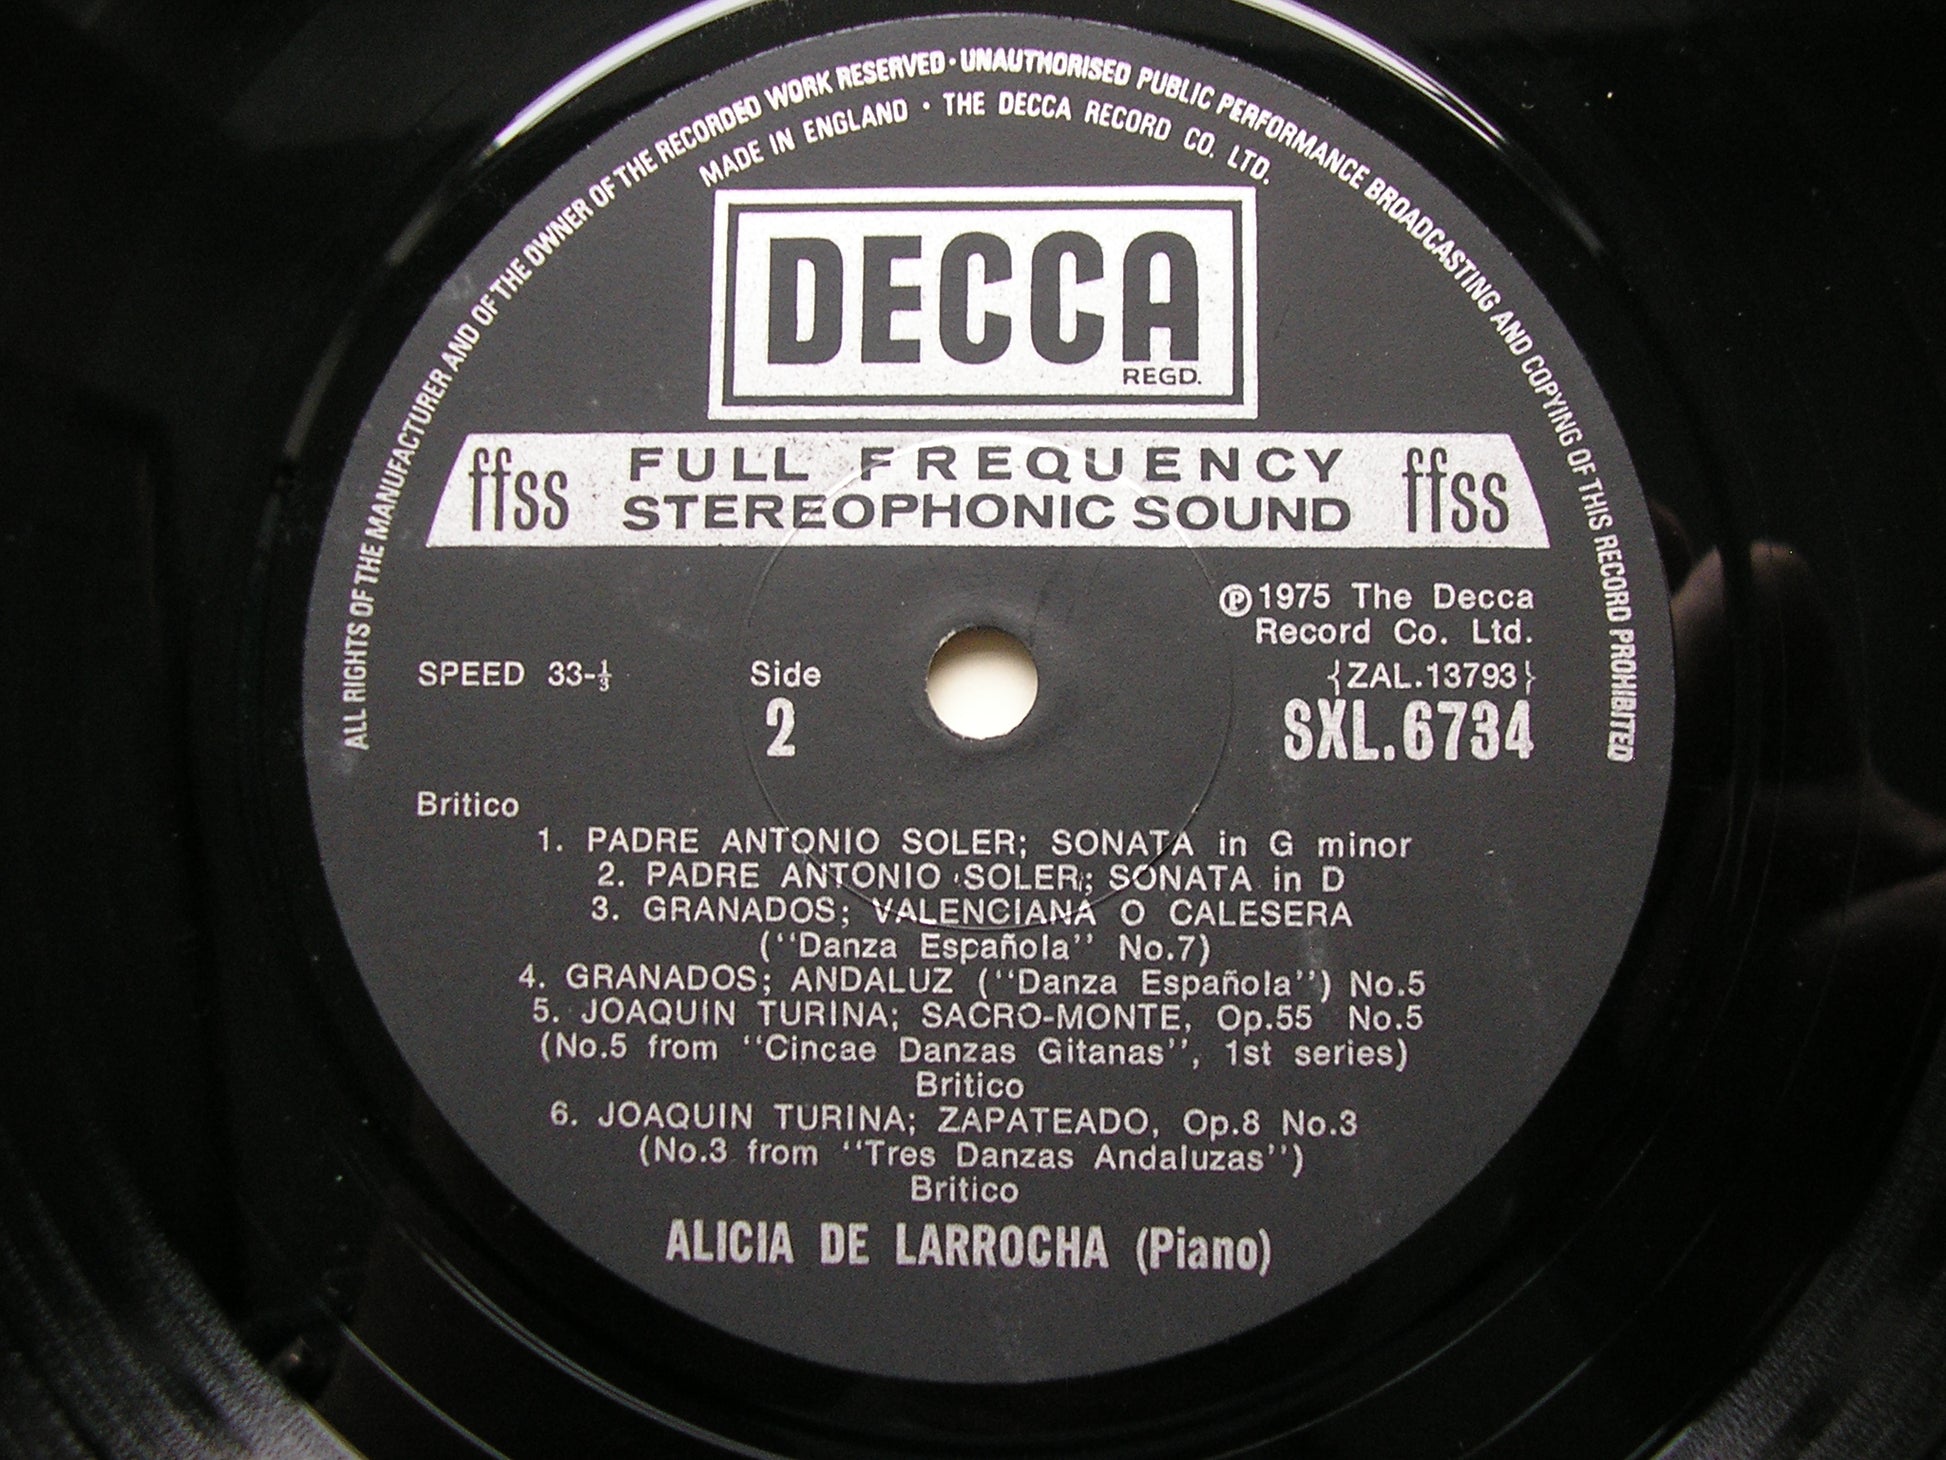 ALL RIGHTS OF THE MANUFACTURER AND OF THE OWNER OF THE RECORDED WORK RESERVED · UNAUTHORISED PUBLIC PERFORMANCE BROADCASTING AND COPYING OF THIS RECORD PROHIBITED
MADE IN ENGLAND · THE DECCA RECORD CO. LTD.
DECCA
REGD.
ffss FULL FREQUENCY STEREOPHONIC SOUND ffss
℗1975 The Decca
Record Co. Ltd.
SPEED 33-⅓ Side {ZAL.13793}
2 SXL.6734
Britico
1. PADRE ANTONIO SOLER; SONATA in G minor
2. PADRE ANTONIO SOLER; SONATA in D
3. GRANADOS; VALENCIANA O CALESERA
(''Danza Española'' No.7)
4. GRANADOS; ANDALUZ (''Danza Española'') No.5
5. JOAQUIN TURINA; SACRO-MONTE, Op.55 No.5
(No.5 from ''Cincae Danzas Gitanas'', 1st series)
Britico
6. JOAQUIN TURINA; ZAPATEADO, Op.8 No.3
(No.3 from ''Tres Danzas Andaluzas'')
Britico
ALICIA DE LARROCHA (Piano)